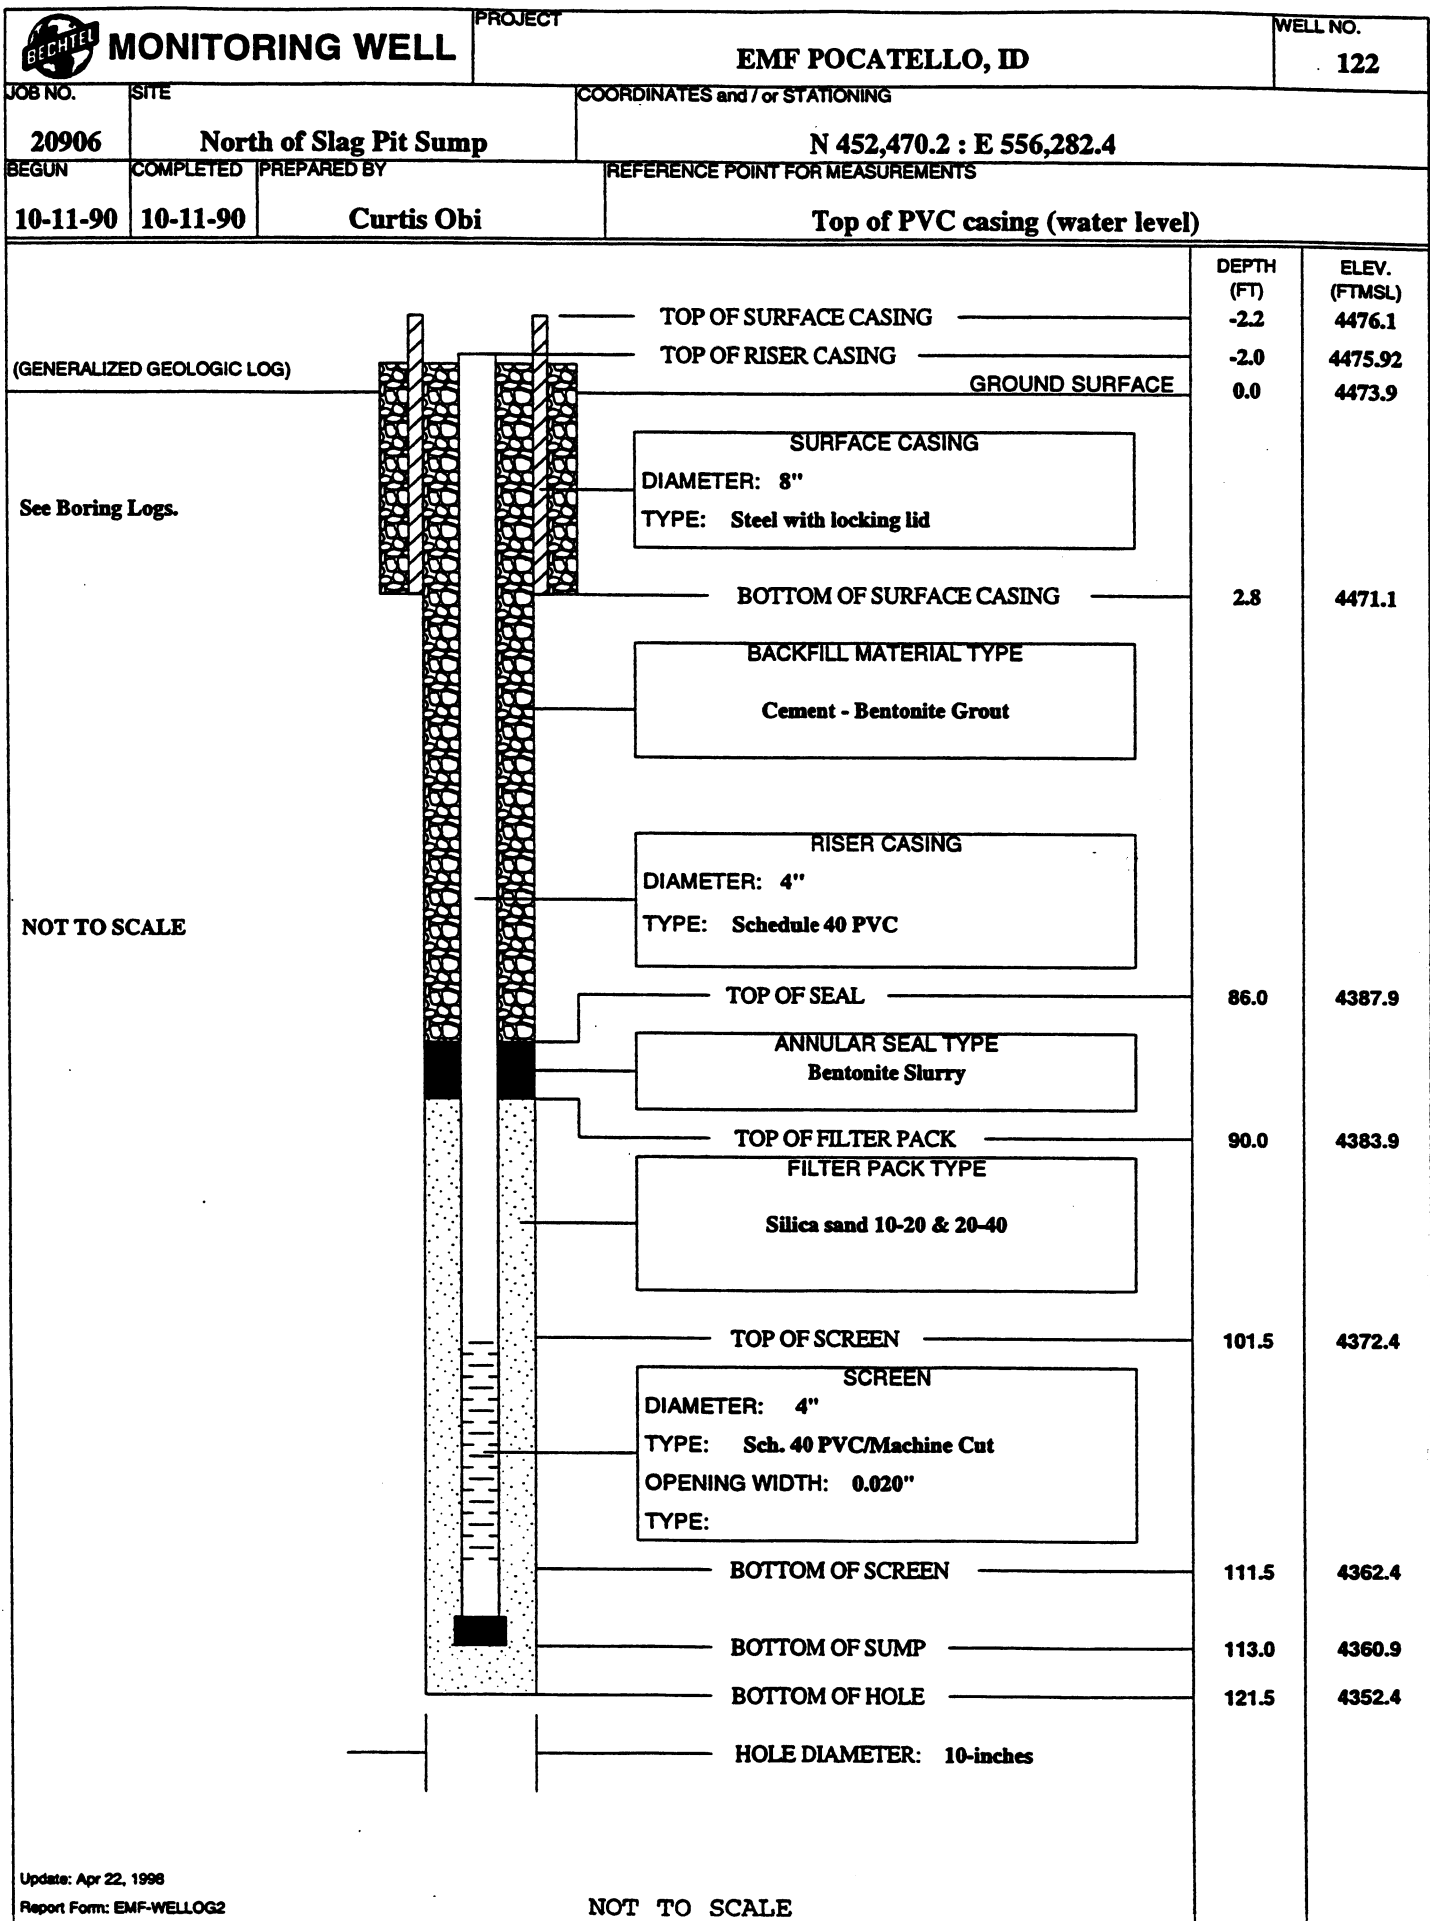 BECHTEL
MONITORING WELL
PROJECT
EMF POCATELLO, ID
WELL NO.
122
JOB NO.
20906
SITE
North of Slag Pit Sump
COORDINATES and / or STATIONING
N 452,470.2 : E 556,282.4
BEGUN
10-11-90
COMPLETED
10-11-90
PREPARED BY
Curtis Obi
REFERENCE POINT FOR MEASUREMENTS
Top of PVC casing (water level)
DEPTH (FT)
ELEV. (FTMSL)
TOP OF SURFACE CASING -2.2 4476.1
TOP OF RISER CASING -2.0 4475.92
(GENERALIZED GEOLOGIC LOG)
GROUND SURFACE 0.0 4473.9
SURFACE CASING
DIAMETER: 8"
TYPE: Steel with locking lid
See Boring Logs.
BOTTOM OF SURFACE CASING 2.8 4471.1
BACKFILL MATERIAL TYPE
Cement - Bentonite Grout
RISER CASING
DIAMETER: 4"
TYPE: Schedule 40 PVC
NOT TO SCALE
TOP OF SEAL 86.0 4387.9
ANNULAR SEAL TYPE
Bentonite Slurry
TOP OF FILTER PACK 90.0 4383.9
FILTER PACK TYPE
Silica sand 10-20 & 20-40
TOP OF SCREEN 101.5 4372.4
SCREEN
DIAMETER: 4"
TYPE: Sch. 40 PVC/Machine Cut
OPENING WIDTH: 0.020"
TYPE:
BOTTOM OF SCREEN 111.5 4362.4
BOTTOM OF SUMP 113.0 4360.9
BOTTOM OF HOLE 121.5 4352.4
HOLE DIAMETER: 10-inches
Update: Apr 22, 1998
Report Form: EMF-WELLOG2
NOT TO SCALE